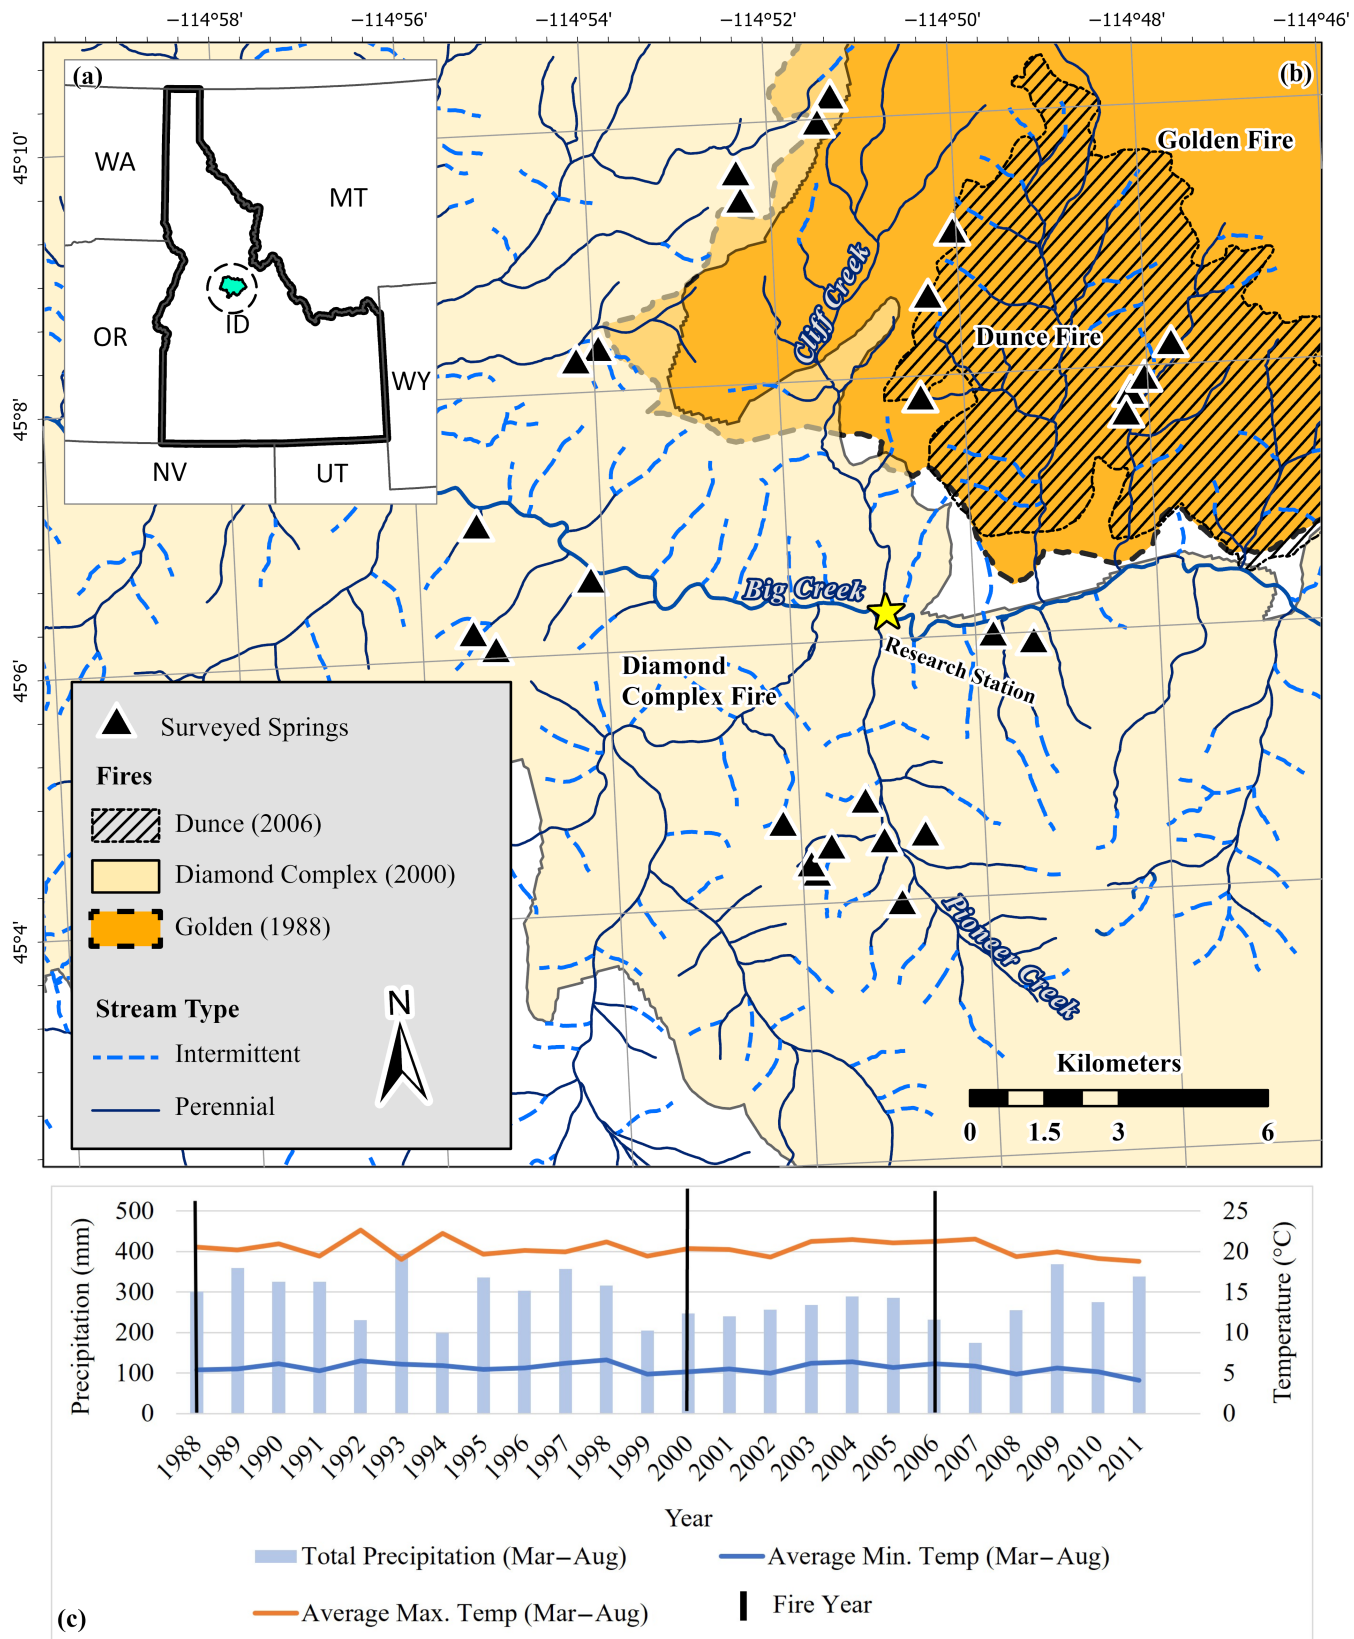 −114°58' −114°56' −114°54' −114°52' −114°50' −114°48' −114°46'
(a)
(b)
45°10'
45°8'
45°6'
45°4'
WA
MT
OR
ID
WY
NV
UT
Golden Fire
Cliff Creek
Dunce Fire
Big Creek
Research Station
Diamond
Complex Fire
Pioneer Creek
Surveyed Springs
Fires
Dunce (2006)
Diamond Complex (2000)
Golden (1988)
Stream Type
Intermittent
Perennial
N
Kilometers
0 1.5 3 6
Precipitation (mm)
500
400
300
200
100
0
25
20
15
10
5
0
Temperature (°C)
1988 1989 1990 1991 1992 1993 1994 1995 1996 1997 1998 1999 2000 2001 2002 2003 2004 2005 2006 2007 2008 2009 2010 2011
Year
Total Precipitation (Mar−Aug)
Average Min. Temp (Mar−Aug)
Average Max. Temp (Mar−Aug)
Fire Year
(c)